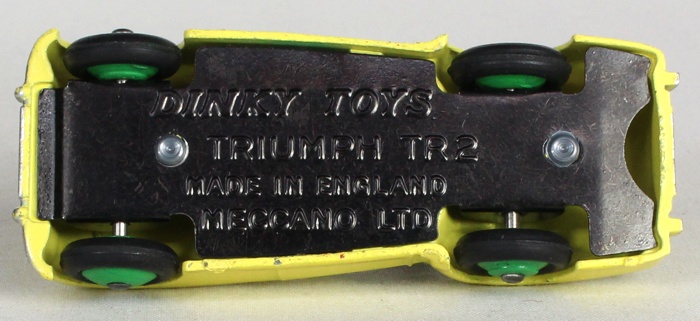 DINKY TOYS
TRIUMPH TR2
MADE IN ENGLAND
MECCANO LTD